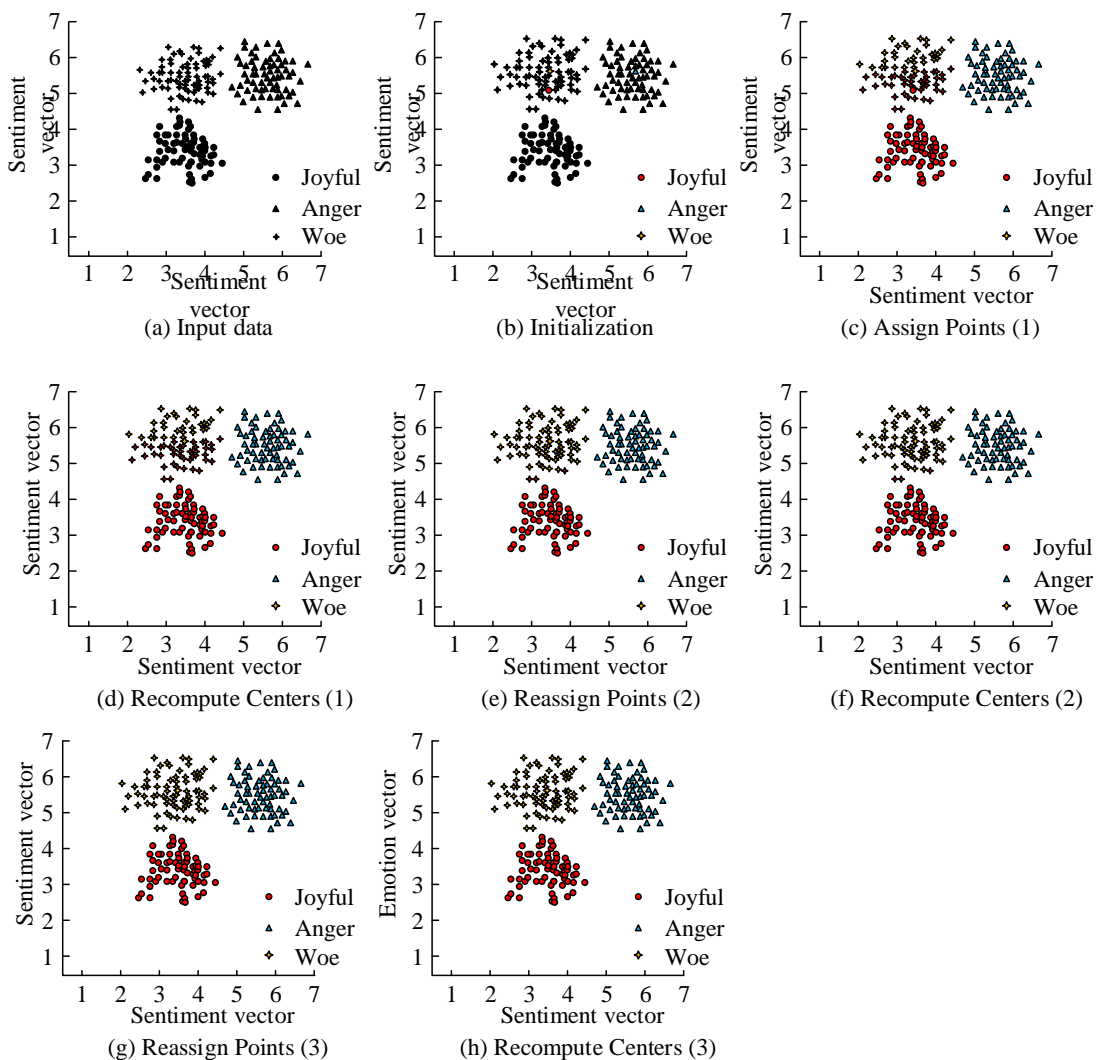 7
6
5
4
3
2
1
Sentiment
vector
Joyful
Anger
Woe
1 2 3 4 5 6 7
Sentiment
vector
(a) Input data
7
6
5
4
3
2
1
Sentiment
vector
Joyful
Anger
Woe
1 2 3 4 5 6 7
Sentiment
vector
(b) Initialization
7
6
5
4
3
2
1
Sentiment
vector
Joyful
Anger
Woe
1 2 3 4 5 6 7
Sentiment vector
(c) Assign Points (1)
7
6
5
4
3
2
1
Sentiment vector
Joyful
Anger
Woe
1 2 3 4 5 6 7
Sentiment vector
(d) Recompute Centers (1)
7
6
5
4
3
2
1
Sentiment vector
Joyful
Anger
Woe
1 2 3 4 5 6 7
Sentiment vector
(e) Reassign Points (2)
7
6
5
4
3
2
1
Sentiment vector
Joyful
Anger
Woe
1 2 3 4 5 6 7
Sentiment vector
(f) Recompute Centers (2)
7
6
5
4
3
2
1
Sentiment vector
Joyful
Anger
Woe
1 2 3 4 5 6 7
Sentiment vector
(g) Reassign Points (3)
7
6
5
4
3
2
1
Emotion vector
Joyful
Anger
Woe
1 2 3 4 5 6 7
Sentiment vector
(h) Recompute Centers (3)